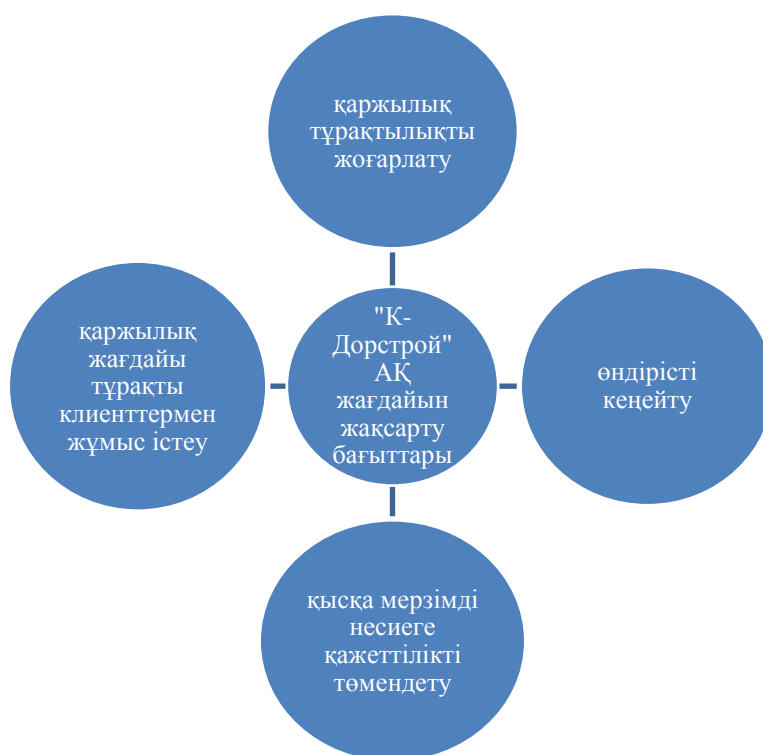 қаржылық
тұрақтылықты
жоғарлату
қаржылық
жағдайы
тұрақты
клиенттермен
жұмыс істеу
"К-
Дорстрой"
АҚ
жағдайын
жақсарту
бағыттары
өндірісті
кеңейту
қысқа мерзімді
несиеге
қажеттілікті
төмендету